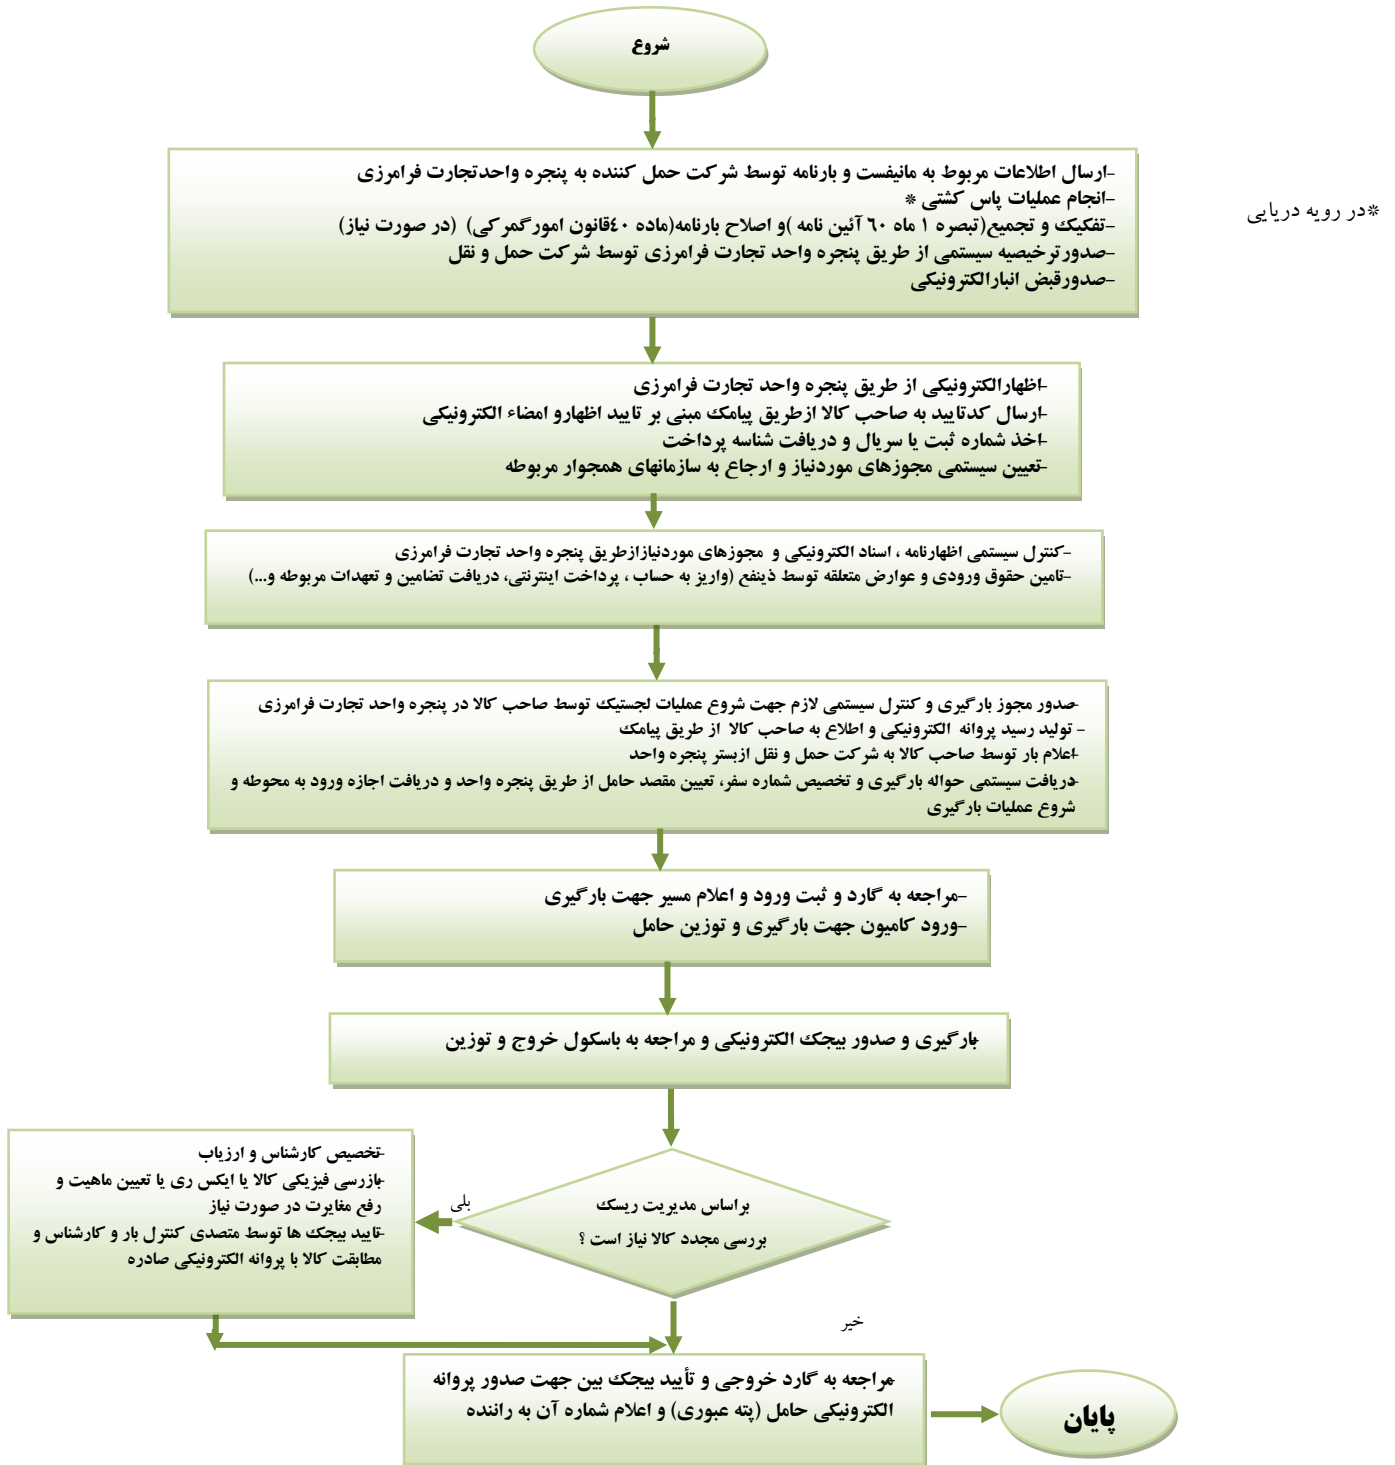 شروع
-ارسال اطلاعات مربوط به مانیفست و بارنامه توسط شرکت حمل کننده به پنجره واحدتجارت فرامرزی
-انجام عملیات پاس کشتی *
*در رویه دریایی
-تفکیک و تجمیع(تبصره ۱ ماه ۶۰ آئین نامه )و اصلاح بارنامه(ماده ۴۰قانون امورگمرکی) (در صورت نیاز)
-صدورترخیصیه سیستمی از طریق پنجره واحد تجارت فرامرزی توسط شرکت حمل و نقل
-صدورقبض انبارالکترونیکی
-اظهارالکترونیکی از طریق پنجره واحد تجارت فرامرزی
-ارسال کدتایید به صاحب کالا ازطریق پیامک مبنی بر تایید اظهارو امضاء الکترونیکی
-اخذ شماره ثبت یا سریال و دریافت شناسه پرداخت
-تعیین سیستمی مجوزهای موردنیاز و ارجاع به سازمانهای همجوار مربوطه
-کنترل سیستمی اظهارنامه ، اسناد الکترونیکی و مجوزهای موردنیازازطریق پنجره واحد تجارت فرامرزی
-تامین حقوق ورودی و عوارض متعلقه توسط ذینفع (واریز به حساب ، پرداخت اینترنتی، دریافت تضامین و تعهدات مربوطه و...)
-صدور مجوز بارگیری و کنترل سیستمی لازم جهت شروع عملیات لجستیک توسط صاحب کالا در پنجره واحد تجارت فرامرزی
- تولید رسید پروانه الکترونیکی و اطلاع به صاحب کالا از طریق پیامک
-اعلام بار توسط صاحب کالا به شرکت حمل و نقل ازبستر پنجره واحد
-دریافت سیستمی حواله بارگیری و تخصیص شماره سفر، تعیین مقصد حامل از طریق پنجره واحد و دریافت اجازه ورود به محوطه و
شروع عملیات بارگیری
-مراجعه به گارد و ثبت ورود و اعلام مسیر جهت بارگیری
-ورود کامیون جهت بارگیری و توزین حامل
-بارگیری و صدور بیجک الکترونیکی و مراجعه به باسکول خروج و توزین
براساس مدیریت ریسک
بررسی مجدد کالا نیاز است ؟
بلی
-تخصیص کارشناس و ارزیاب
-بازرسی فیزیکی کالا یا ایکس ری یا تعیین ماهیت و
رفع مغایرت در صورت نیاز
-تایید بیجک ها توسط متصدی کنترل بار و کارشناس و
مطابقت کالا با پروانه الکترونیکی صادره
خیر
-مراجعه به گارد خروجی و تأیید بیجک بین جهت صدور پروانه
الکترونیکی حامل (پته عبوری) و اعلام شماره آن به راننده
پایان